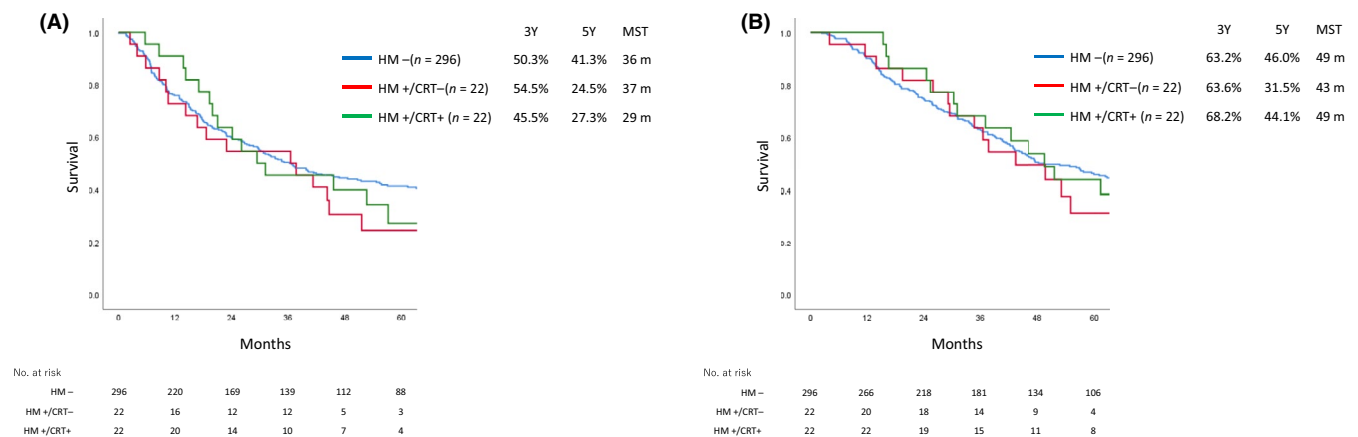 (A)
3Y 5Y MST
HM –(n = 296) 50.3% 41.3% 36 m
HM +/CRT–(n = 22) 54.5% 24.5% 37 m
HM +/CRT+ (n = 22) 45.5% 27.3% 29 m
Survival
1.0
0.8
0.6
0.4
0.2
0.0
0 12 24 36 48 60
Months
No. at risk
HM – 296 220 169 139 112 88
HM +/CRT– 22 16 12 12 5 3
HM +/CRT+ 22 20 14 10 7 4
(B)
3Y 5Y MST
HM –(n = 296) 63.2% 46.0% 49 m
HM +/CRT–(n = 22) 63.6% 31.5% 43 m
HM +/CRT+ (n = 22) 68.2% 44.1% 49 m
Survival
1.0
0.8
0.6
0.4
0.2
0.0
0 12 24 36 48 60
Months
No. at risk
HM – 296 266 218 181 134 106
HM +/CRT– 22 20 18 14 9 4
HM +/CRT+ 22 22 19 15 11 8